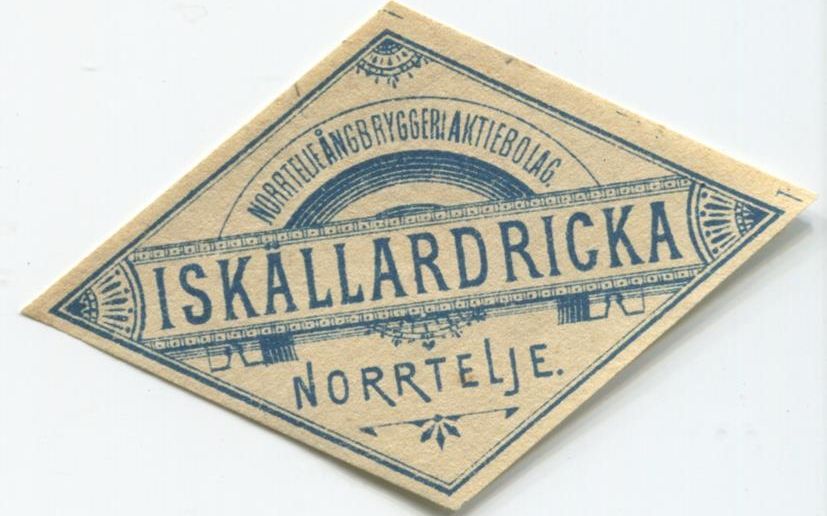 NORRTELJE ÅNGBRYGGERI AKTIEBOLAG.
ISKÄLLARDRICKA
NORRTELJE.